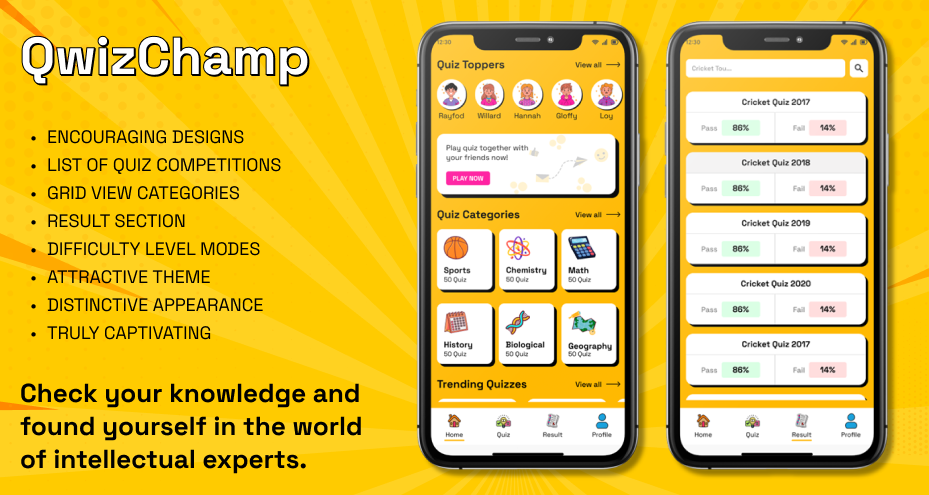 QwizChamp
• ENCOURAGING DESIGNS
• LIST OF QUIZ COMPETITIONS
• GRID VIEW CATEGORIES
• RESULT SECTION
• DIFFICULTY LEVEL MODES
• ATTRACTIVE THEME
• DISTINCTIVE APPEARANCE
• TRULY CAPTIVATING
Check your knowledge and
found yourself in the world
of intellectual experts.
12:30
Quiz Toppers View all
Rayfod Willard Hannah Gloffy Loy
Play quiz together with
your friends now!
PLAY NOW
Quiz Categories View all
Sports Chemistry Math
50 Quiz 50 Quiz 50 Quiz
History Biological Geography
50 Quiz 50 Quiz 50 Quiz
Trending Quizzes View all
Home Quiz Result Profile
12:30
Cricket Tou...
Cricket Quiz 2017
Pass 86% Fail 14%
Cricket Quiz 2018
Pass 86% Fail 14%
Cricket Quiz 2019
Pass 86% Fail 14%
Cricket Quiz 2020
Pass 86% Fail 14%
Cricket Quiz 2017
Pass 86% Fail 14%
Home Quiz Result Profile